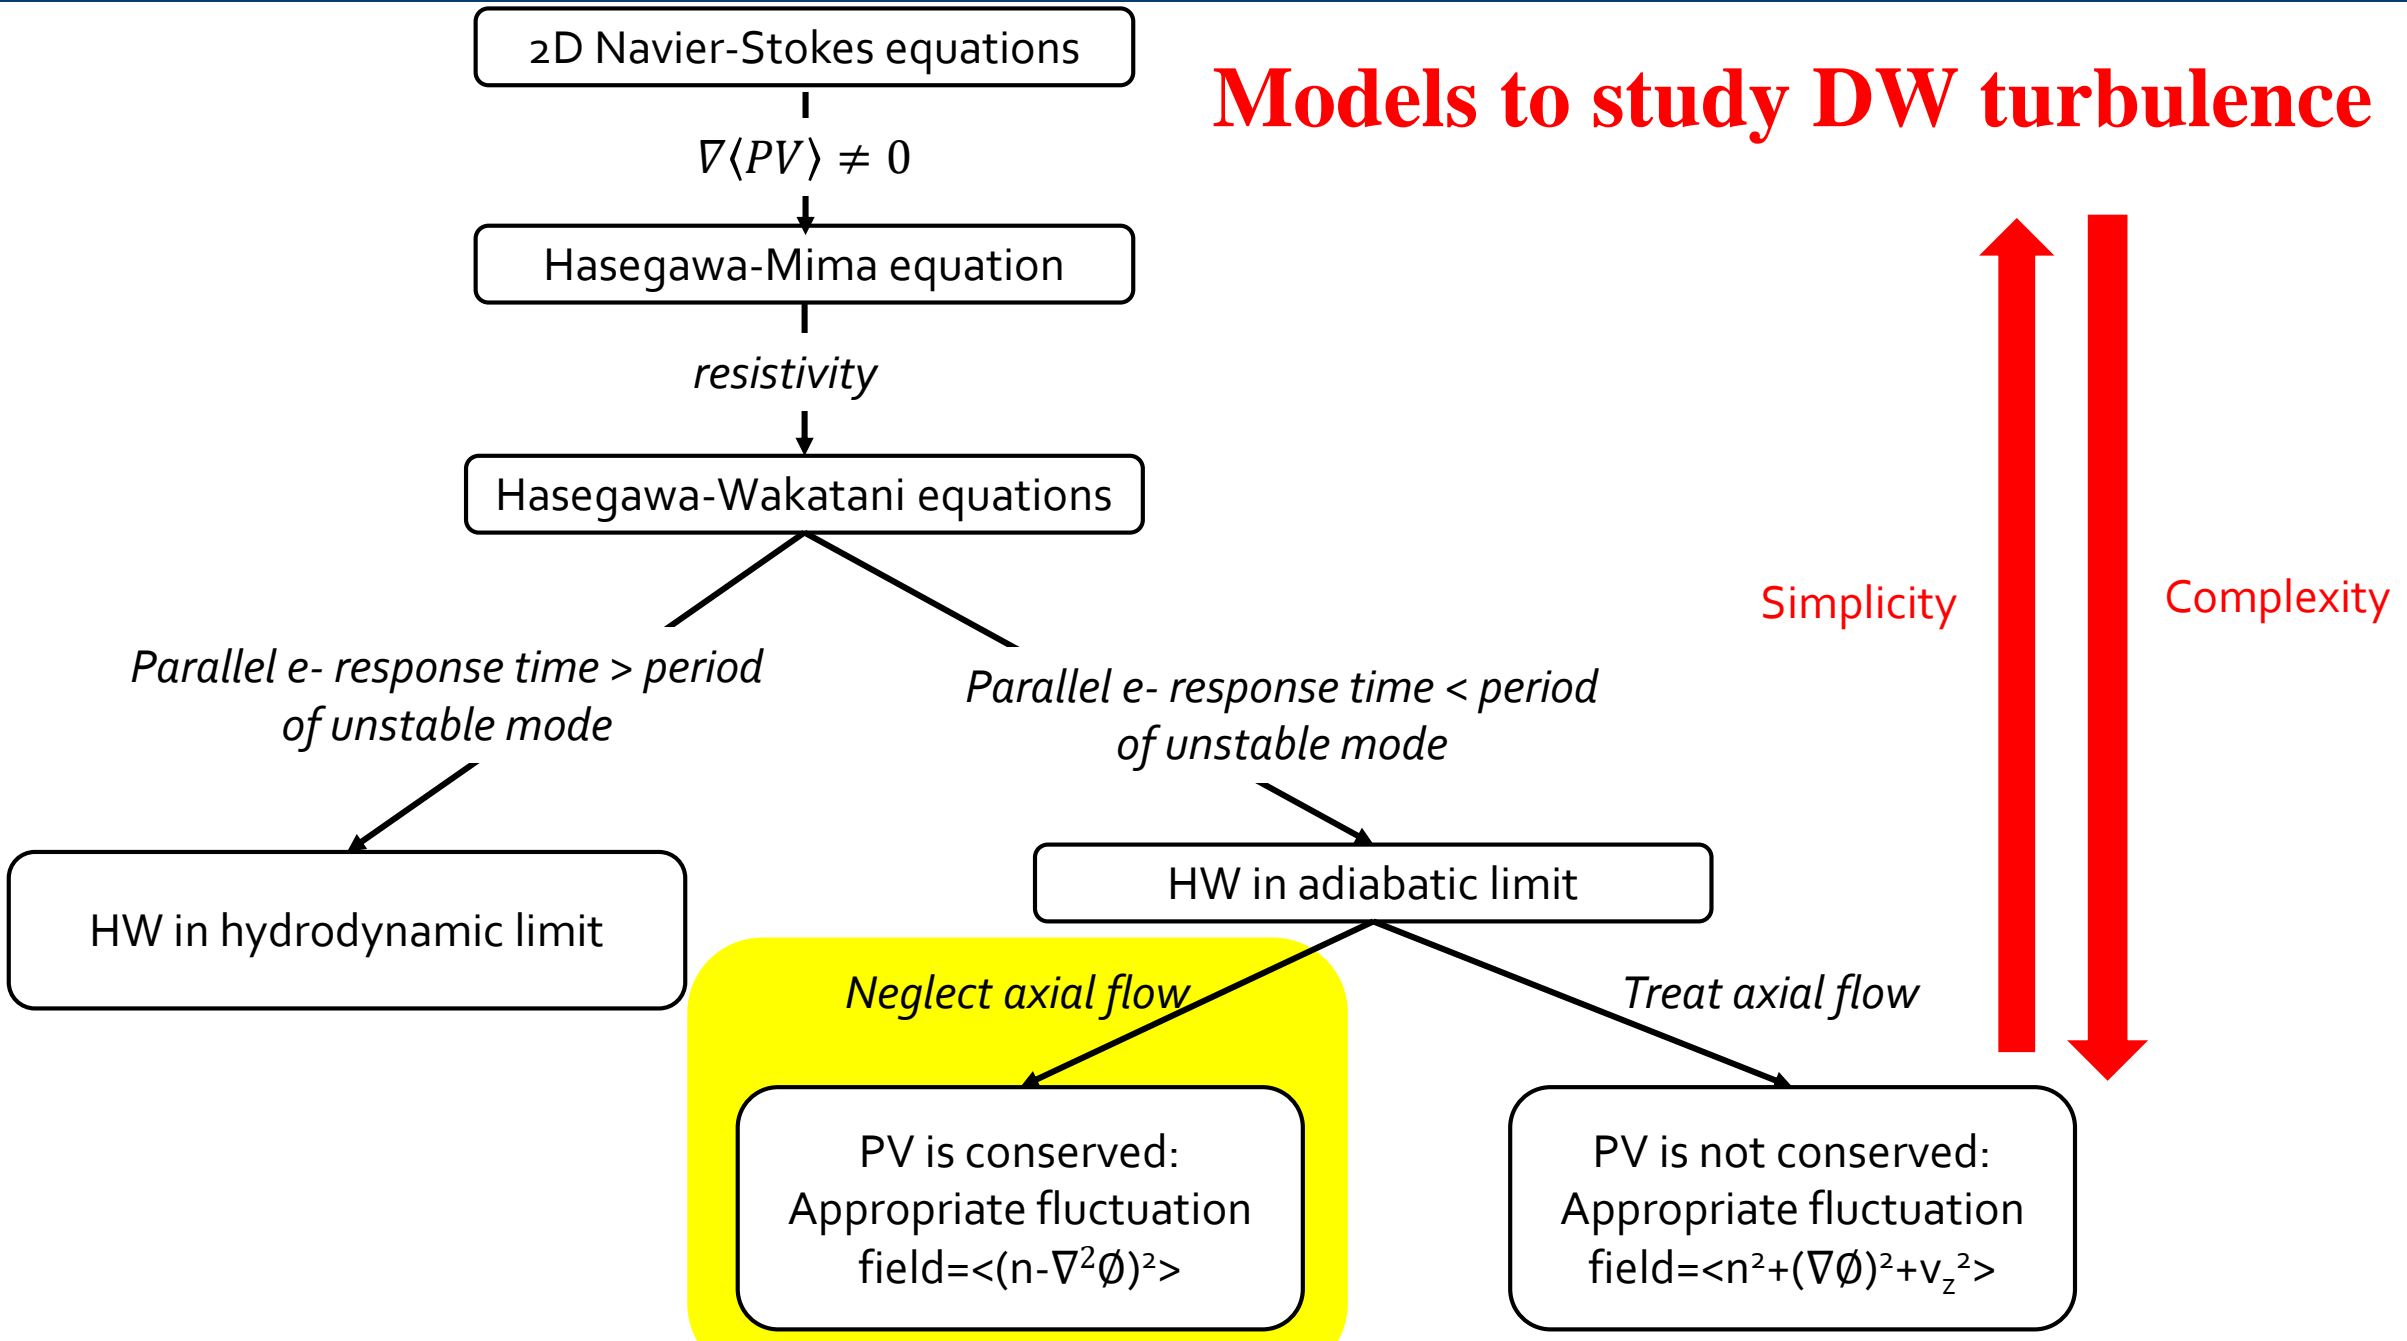 2D Navier-Stokes equations
Models to study DW turbulence
∇⟨PV⟩ ≠ 0
Hasegawa-Mima equation
resistivity
Hasegawa-Wakatani equations
Simplicity
Complexity
Parallel e- response time > period
of unstable mode
Parallel e- response time < period
of unstable mode
HW in adiabatic limit
HW in hydrodynamic limit
Neglect axial flow
Treat axial flow
PV is conserved:
Appropriate fluctuation
field=<(n-∇²Ø)²>
PV is not conserved:
Appropriate fluctuation
field=<n²+(∇Ø)²+v_z²>